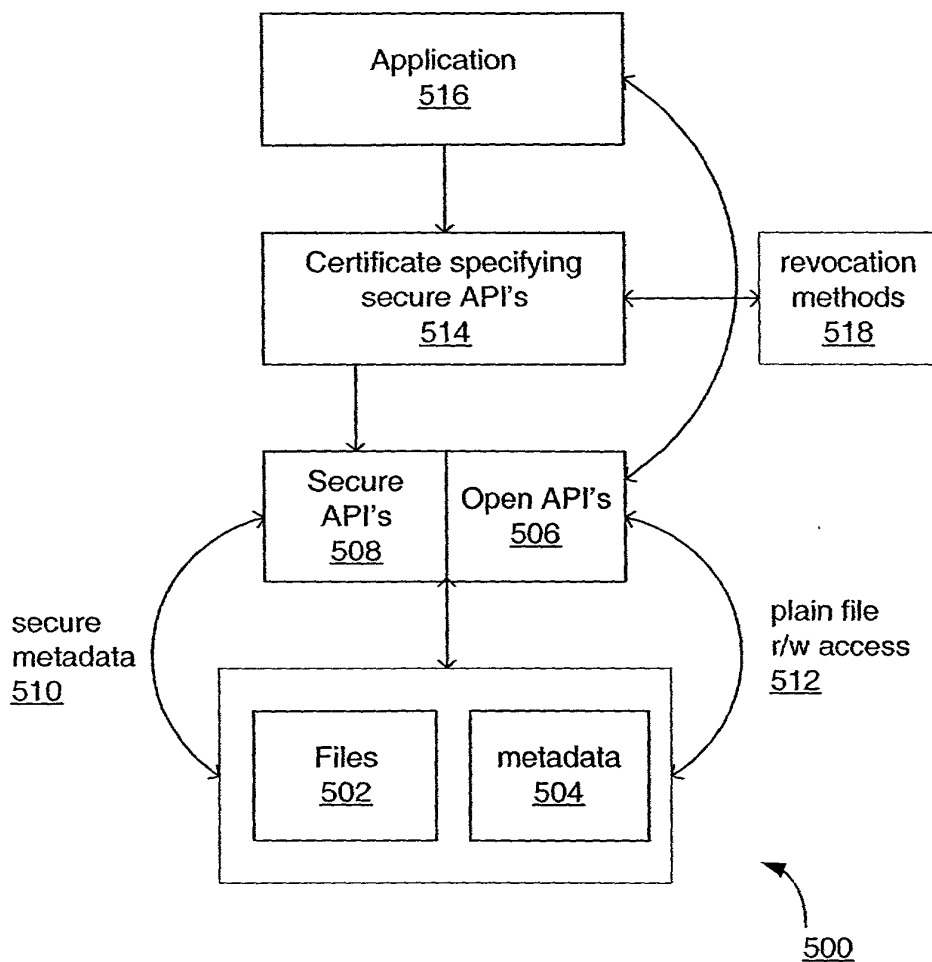 Application
516
Certificate specifying
secure API's
514
revocation
methods
518
Secure
API's
508
Open API's
506
secure
metadata
510
plain file
r/w access
512
Files
502
metadata
504
500